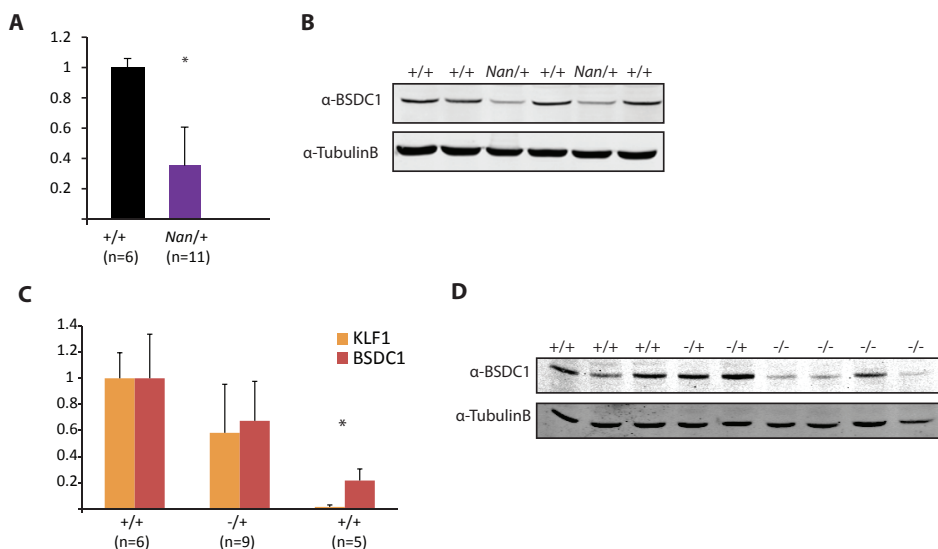 A
1.2
1
0.8
0.6
0.4
0.2
*
+/+
(n=6)
Nan/+
(n=11)
B
+/+ +/+ Nan/+ +/+ Nan/+ +/+
α-BSDC1
α-TubulinB
C
1.4
1.2
1
0.8
0.6
0.4
0.2
KLF1
BSDC1
*
+/+
(n=6)
-/+
(n=9)
+/+
(n=5)
D
+/+ +/+ +/+ -/+ -/+ -/- -/- -/- -/-
α-BSDC1
α-TubulinB